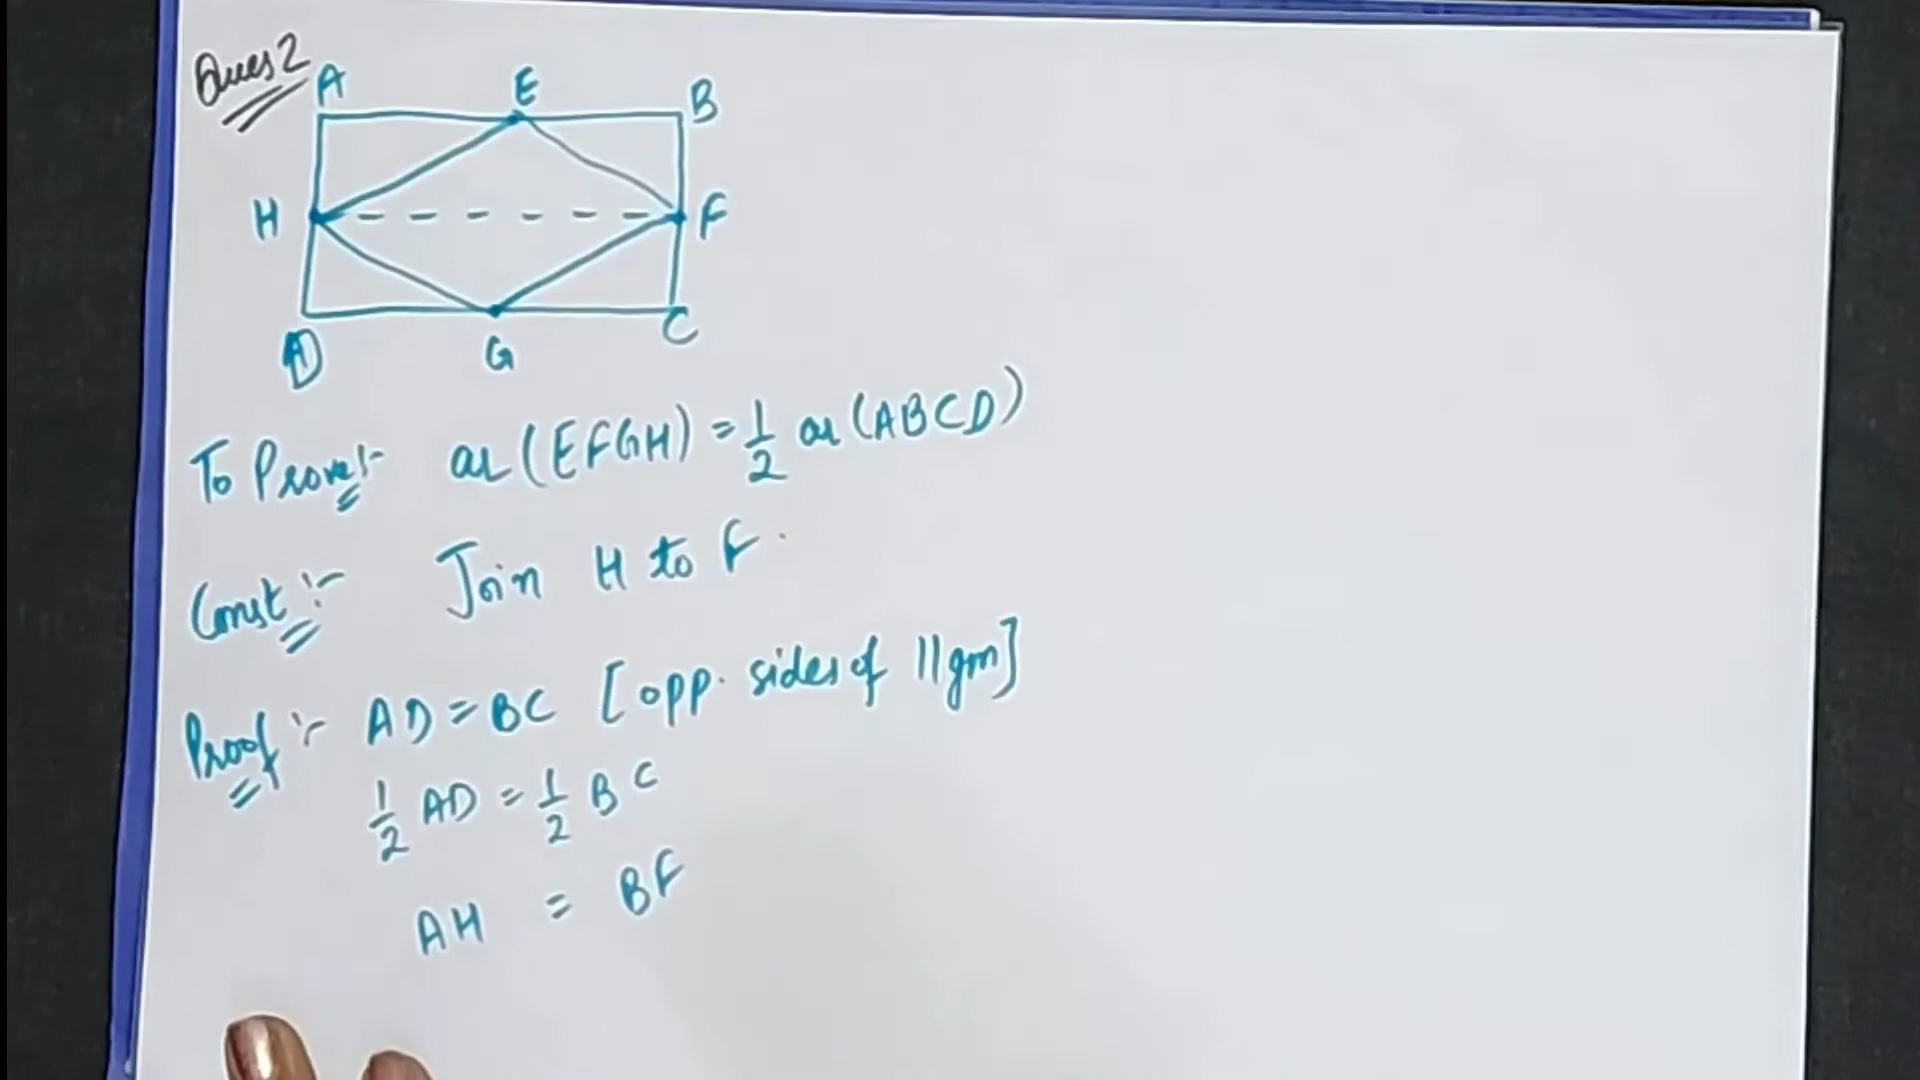 Ques 2
A E B
H F
D G C
To Prove:- ar (EFGH) = 1/2 ar (ABCD)
Const :- Join H to F.
Proof :- AD = BC [opp. sides of ||gm]
1/2 AD = 1/2 BC
AH = BF